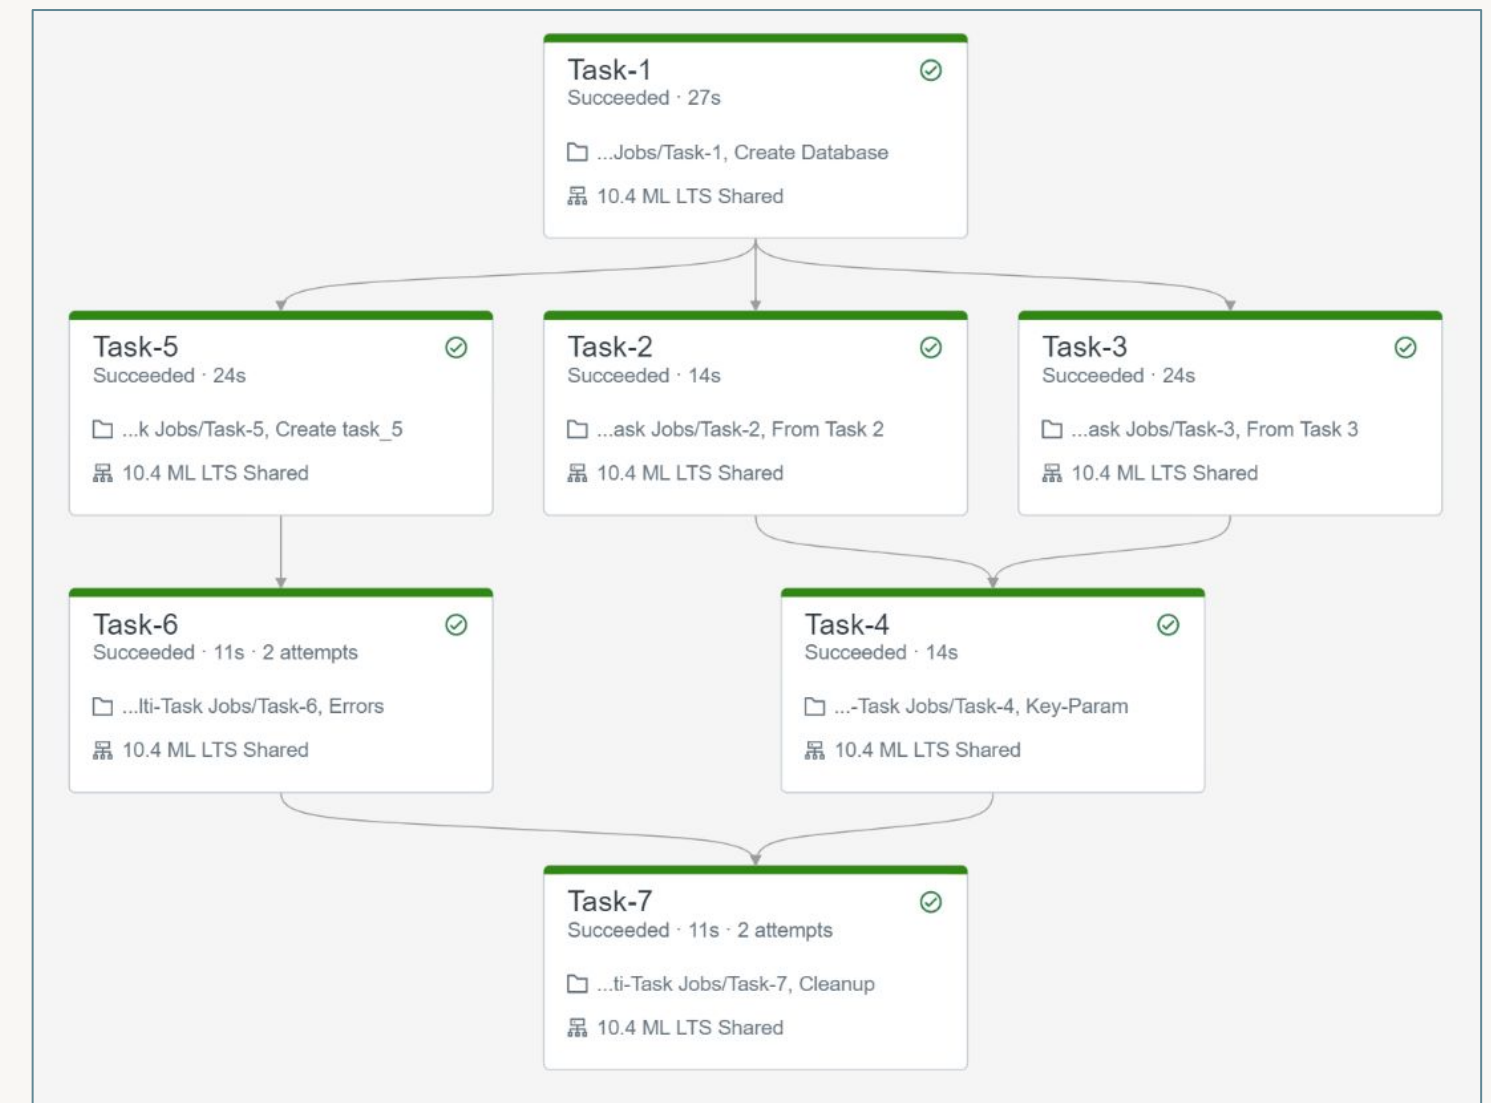 Task-1
Succeeded · 27s
...Jobs/Task-1, Create Database
10.4 ML LTS Shared
Task-5
Succeeded · 24s
...k Jobs/Task-5, Create task_5
10.4 ML LTS Shared
Task-2
Succeeded · 14s
...ask Jobs/Task-2, From Task 2
10.4 ML LTS Shared
Task-3
Succeeded · 24s
...ask Jobs/Task-3, From Task 3
10.4 ML LTS Shared
Task-6
Succeeded · 11s · 2 attempts
...lti-Task Jobs/Task-6, Errors
10.4 ML LTS Shared
Task-4
Succeeded · 14s
...-Task Jobs/Task-4, Key-Param
10.4 ML LTS Shared
Task-7
Succeeded · 11s · 2 attempts
...ti-Task Jobs/Task-7, Cleanup
10.4 ML LTS Shared